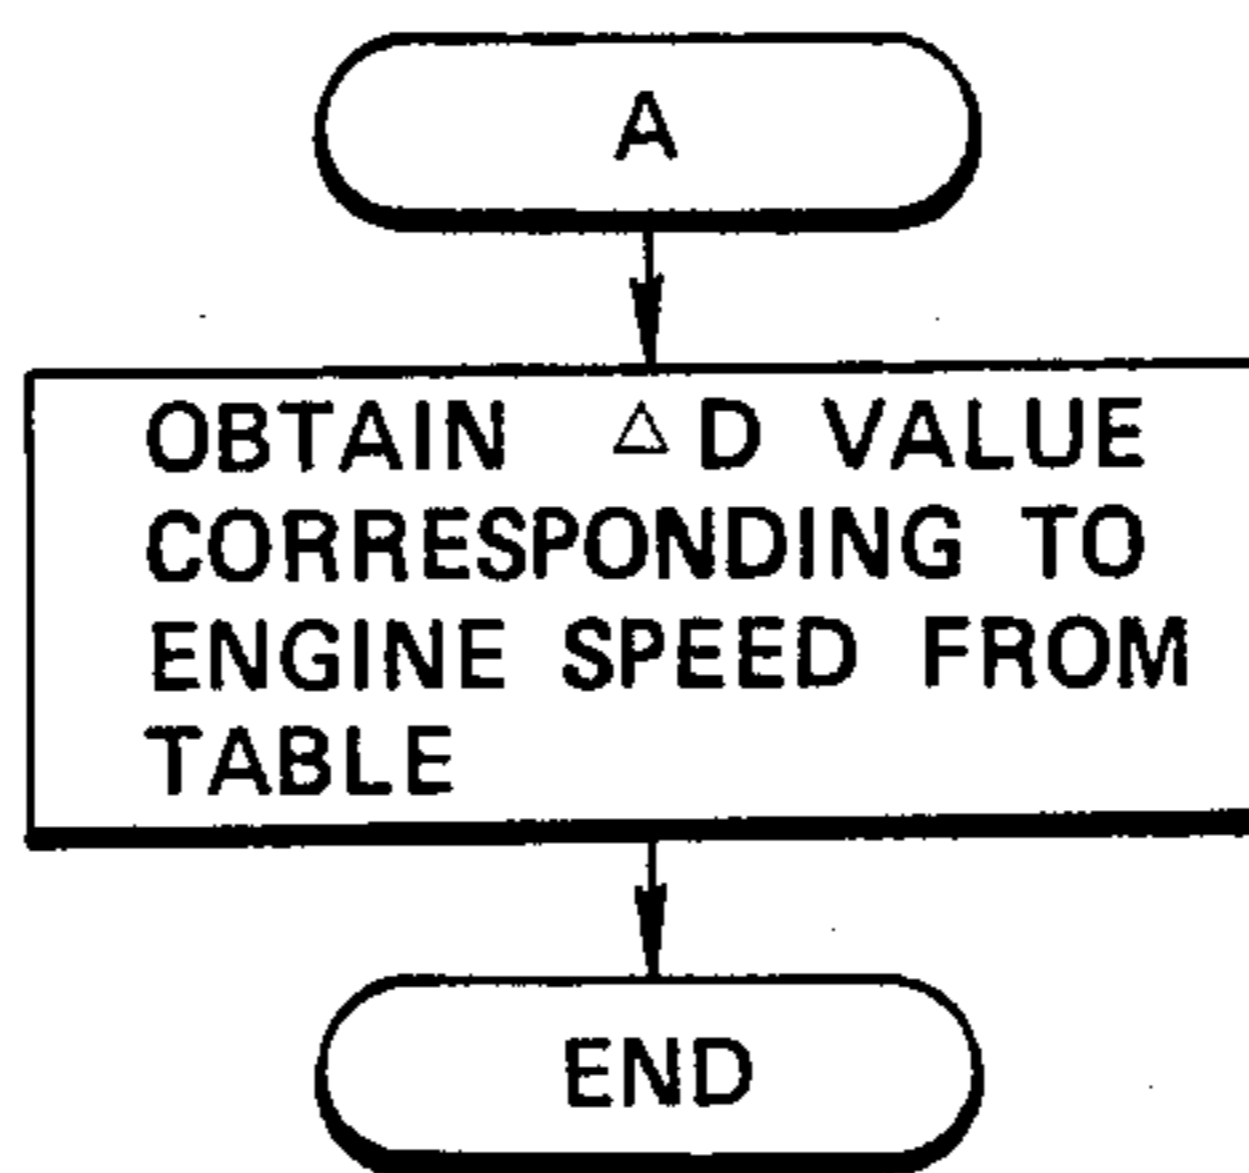 A
OBTAIN △D VALUE
CORRESPONDING TO
ENGINE SPEED FROM
TABLE
END